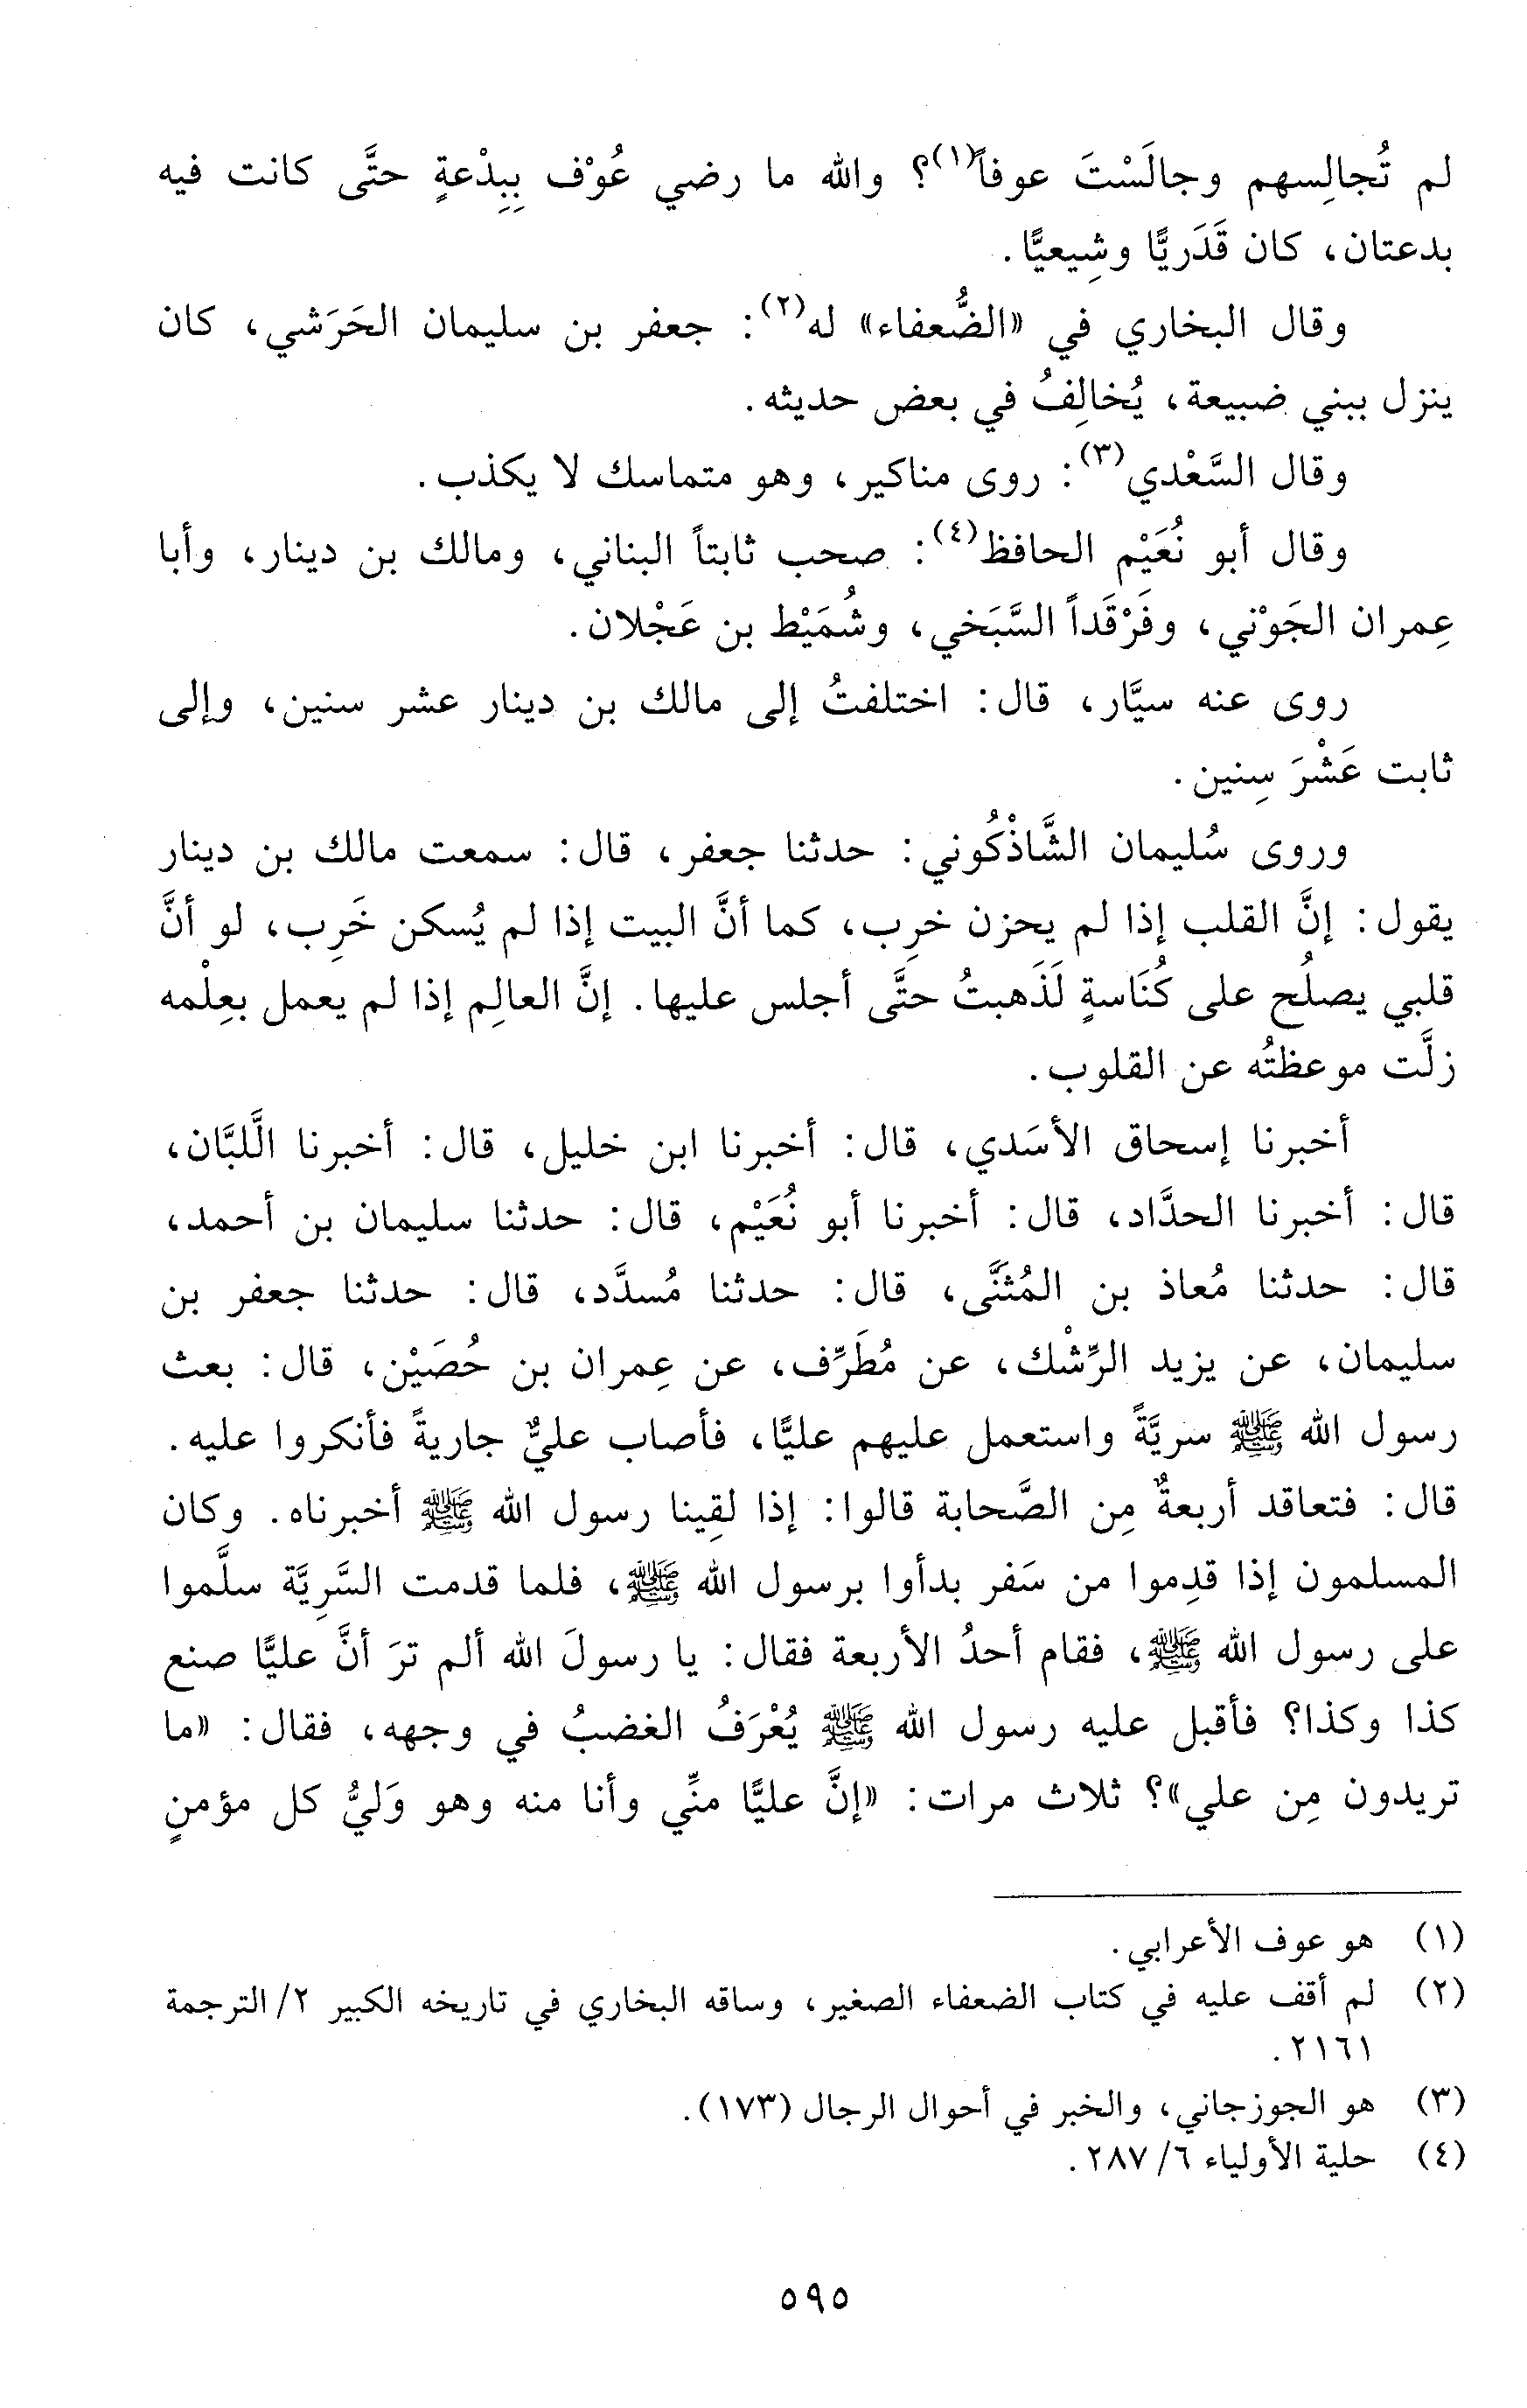 لم تُجالِسهم وجالَسْتَ عوفاً(١)؟ والله ما رضي عُوْف بِبِدْعةٍ حتَّى كانت فيه
بدعتان، كان قَدَريًّا وشِيعيًّا.
وقال البخاري في «الضُّعفاء» له(٢): جعفر بن سليمان الحَرَشي، كان
ينزل ببني ضبيعة، يُخالِفُ في بعض حديثه.
وقال السَّعْدي(٣): روى مناكير، وهو متماسك لا يكذب.
وقال أبو نُعَيْم الحافظ(٤): صحب ثابتاً البناني، ومالك بن دينار، وأبا
عِمران الجَوْني، وفَرْقَداً السَّبَخي، وشُمَيْط بن عَجْلان.
روى عنه سيَّار، قال: اختلفتُ إلى مالك بن دينار عشر سنين، وإلى
ثابت عَشْرَ سِنين.
وروى سُليمان الشَّاذْكُوني: حدثنا جعفر، قال: سمعت مالك بن دينار
يقول: إنَّ القلب إذا لم يحزن خرِب، كما أنَّ البيت إذا لم يُسكن خَرِب، لو أنَّ
قلبي يصلُح على كُنَاسةٍ لَذَهبتُ حتَّى أجلس عليها. إنَّ العالِم إذا لم يعمل بعِلْمه
زلَّت موعظتُه عن القلوب.
أخبرنا إسحاق الأسَدي، قال: أخبرنا ابن خليل، قال: أخبرنا الَّلبَّان،
قال: أخبرنا الحدَّاد، قال: أخبرنا أبو نُعَيْم، قال: حدثنا سليمان بن أحمد،
قال: حدثنا مُعاذ بن المُثنَّى، قال: حدثنا مُسدَّد، قال: حدثنا جعفر بن
سليمان، عن يزيد الرِّشْك، عن مُطَرِّف، عن عِمران بن حُصَيْن، قال: بعث
رسول الله ﷺ سريَّةً واستعمل عليهم عليًّا، فأصاب عليٌّ جاريةً فأنكروا عليه.
قال: فتعاقد أربعةٌ مِن الصَّحابة قالوا: إذا لقِينا رسول الله ﷺ أخبرناه. وكان
المسلمون إذا قدِموا من سَفر بدأوا برسول الله ﷺ، فلما قدمت السَّرِيَّة سلَّموا
على رسول الله ﷺ، فقام أحدُ الأربعة فقال: يا رسولَ الله ألم ترَ أنَّ عليًّا صنع
كذا وكذا؟ فأقبل عليه رسول الله ﷺ يُعْرَفُ الغضبُ في وجهه، فقال: «ما
تريدون مِن علي»؟ ثلاث مرات: «إنَّ عليًّا منِّي وأنا منه وهو وَليُّ كل مؤمنٍ
(١) هو عوف الأعرابي.
(٢) لم أقف عليه في كتاب الضعفاء الصغير، وساقه البخاري في تاريخه الكبير ٢/ الترجمة
٢١٦١.
(٣) هو الجوزجاني، والخبر في أحوال الرجال (١٧٣).
(٤) حلية الأولياء ٦/ ٢٨٧.
٥٩٥